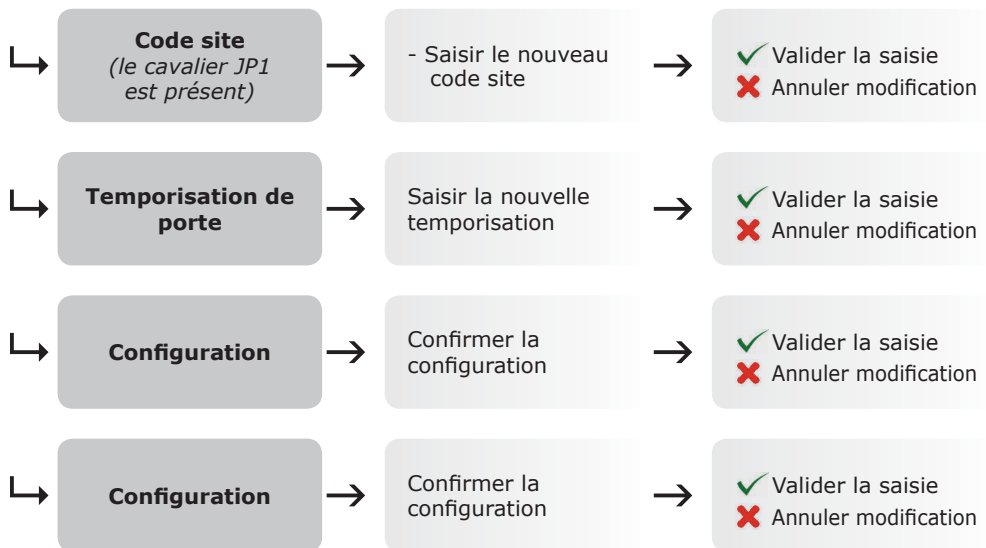 Code site
(le cavalier JP1
est présent)
- Saisir le nouveau
code site
Valider la saisie
Annuler modification
Temporisation de
porte
Saisir la nouvelle
temporisation
Valider la saisie
Annuler modification
Configuration
Confirmer la
configuration
Valider la saisie
Annuler modification
Configuration
Confirmer la
configuration
Valider la saisie
Annuler modification